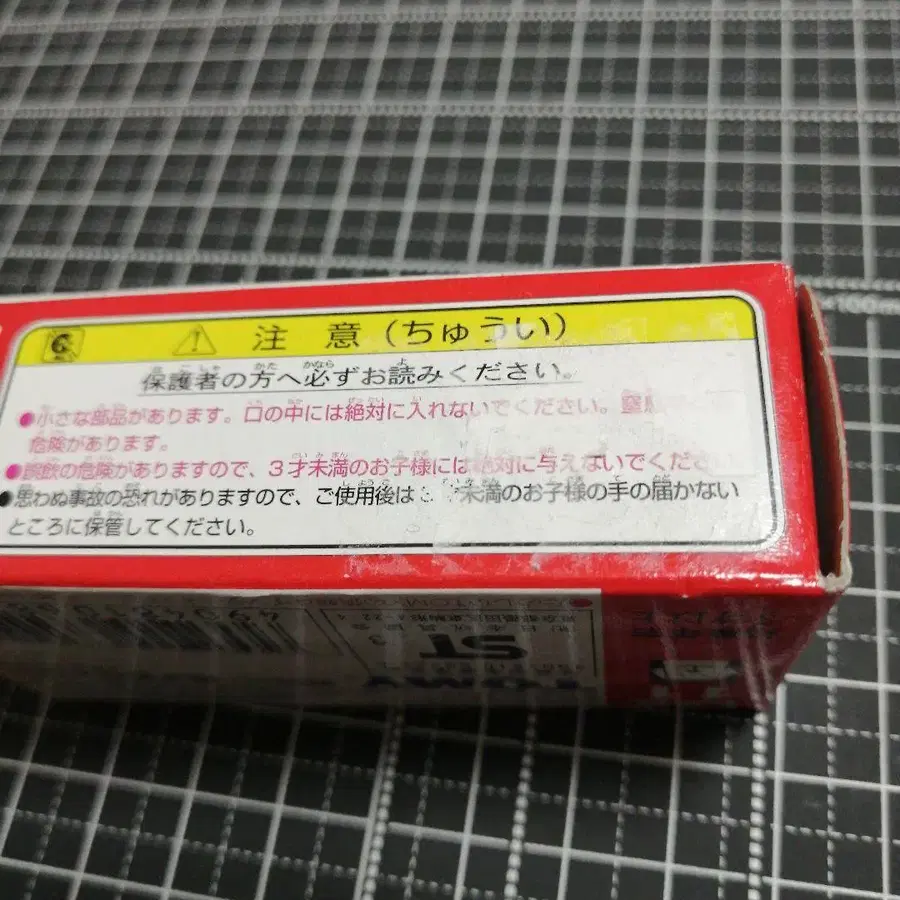 6
注意(ちゅうい)
保護者の方へ必ずお読みください。
●小さな部品があります。口の中には絶対に入れないでください。窒息
危険があります。
●誤飲の危険がありますので、3才未満のお子様には絶対に与えないでくださ
●思わぬ事故の恐れがありますので、ご使用後は 未満のお子様の手の届かない
ところに保管してください。
ST
TOMY
100